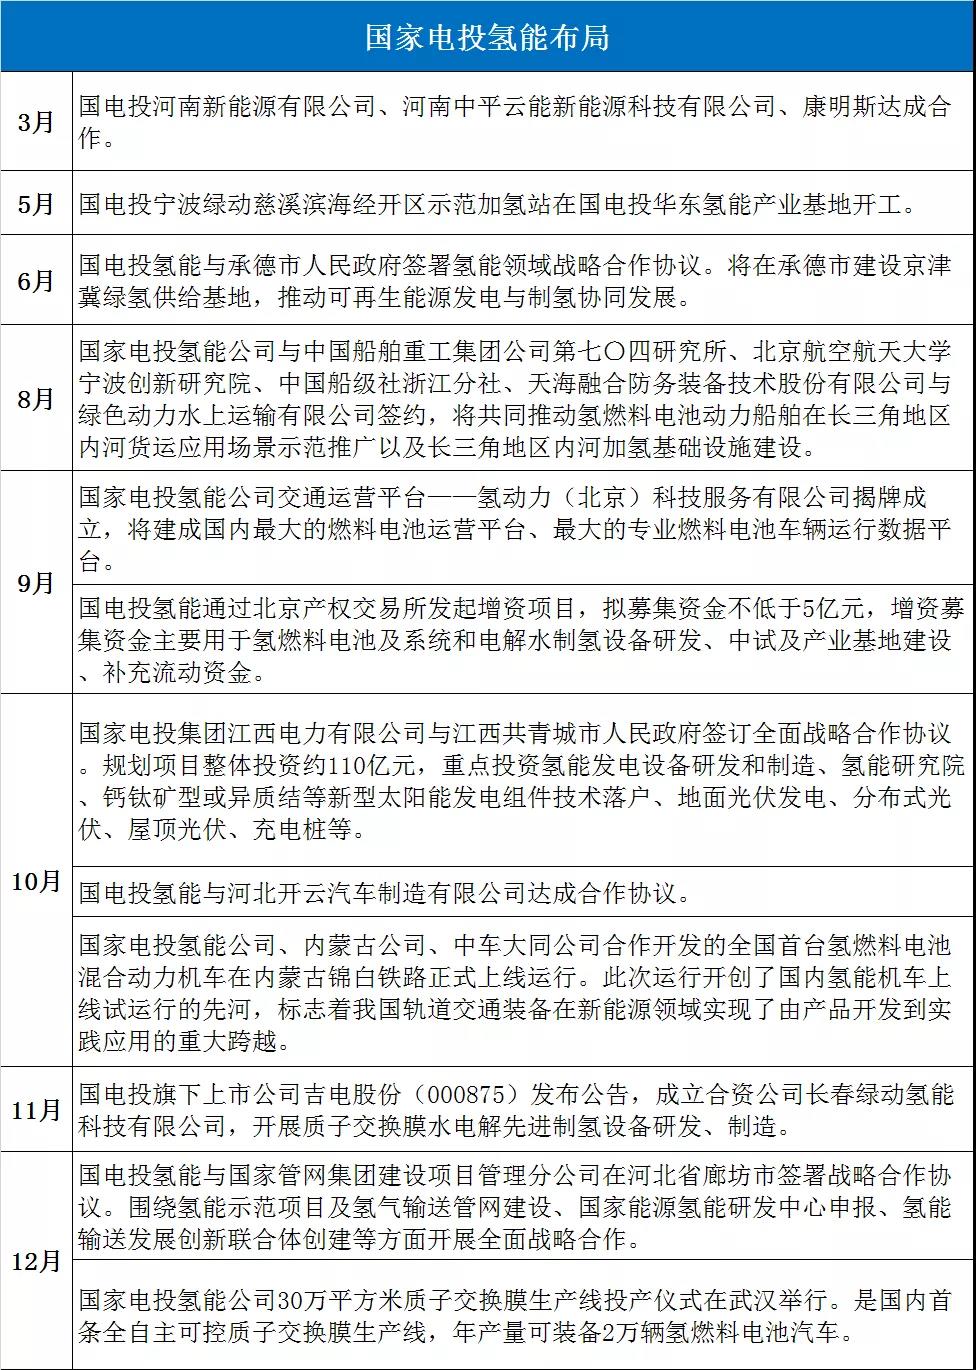 国家电投氢能布局
3月
国电投河南新能源有限公司、河南中平云能新能源科技有限公司、康明斯达成合
作。
5月
国电投宁波绿动慈溪滨海经开区示范加氢站在国电投华东氢能产业基地开工。
6月
国电投氢能与承德市人民政府签署氢能领域战略合作协议。将在承德市建设京津
冀绿氢供给基地，推动可再生能源发电与制氢协同发展。
8月
国家电投氢能公司与中国船舶重工集团公司第七〇四研究所、北京航空航天大学
宁波创新研究院、中国船级社浙江分社、天海融合防务装备技术股份有限公司与
绿色动力水上运输有限公司签约，将共同推动氢燃料电池动力船舶在长三角地区
内河货运应用场景示范推广以及长三角地区内河加氢基础设施建设。
9月
国家电投氢能公司交通运营平台——氢动力（北京）科技服务有限公司揭牌成
立，将建成国内最大的燃料电池运营平台、最大的专业燃料电池车辆运行数据平
台。
国电投氢能通过北京产权交易所发起增资项目，拟募集资金不低于5亿元，增资募
集资金主要用于氢燃料电池及系统和电解水制氢设备研发、中试及产业基地建设
、补充流动资金。
10月
国家电投集团江西电力有限公司与江西共青城市人民政府签订全面战略合作协议
。规划项目整体投资约110亿元，重点投资氢能发电设备研发和制造、氢能研究院
、钙钛矿型或异质结等新型太阳能发电组件技术落户、地面光伏发电、分布式光
伏、屋顶光伏、充电桩等。
国电投氢能与河北开云汽车制造有限公司达成合作协议。
国家电投氢能公司、内蒙古公司、中车大同公司合作开发的全国首台氢燃料电池
混合动力机车在内蒙古锦白铁路正式上线运行。此次运行开创了国内氢能机车上
线试运行的先河，标志着我国轨道交通装备在新能源领域实现了由产品开发到实
践应用的重大跨越。
11月
国电投旗下上市公司吉电股份（000875）发布公告，成立合资公司长春绿动氢能
科技有限公司，开展质子交换膜水电解先进制氢设备研发、制造。
12月
国电投氢能与国家管网集团建设项目管理分公司在河北省廊坊市签署战略合作协
议。围绕氢能示范项目及氢气输送管网建设、国家能源氢能研发中心申报、氢能
输送发展创新联合体创建等方面开展全面战略合作。
国家电投氢能公司30万平方米质子交换膜生产线投产仪式在武汉举行。是国内首
条全自主可控质子交换膜生产线，年产量可装备2万辆氢燃料电池汽车。